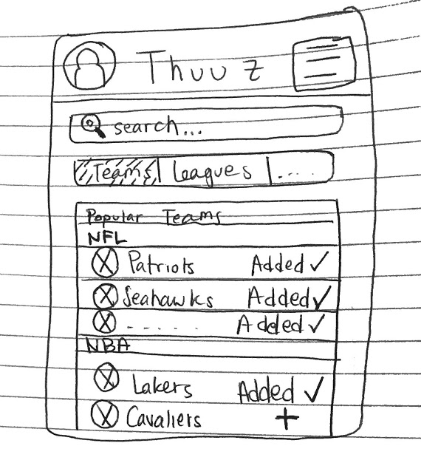 Thuuz
search...
Teams Leagues .....
Popular Teams
NFL
Patriots Added ✓
Seahawks Added ✓
...... Added ✓
NBA
Lakers Added ✓
Cavaliers +